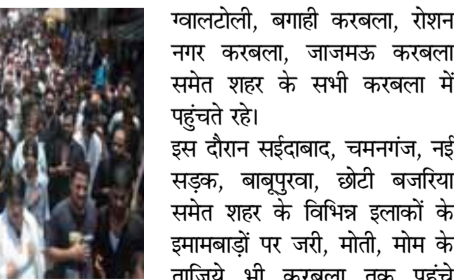 ग्वालटोली, बगाही करबला, रोशन
नगर करबला, जाजमऊ करबला
समेत शहर के सभी करबला में
पहुंचते रहे।
इस दौरान सईदाबाद, चमनगंज, नई
सड़क, बाबूपुरवा, छोटी बजरिया
समेत शहर के विभिन्न इलाकों के
इमामबाड़ों पर जरी, मोती, मोम के
ताजिये भी करबला तक पहुंचे